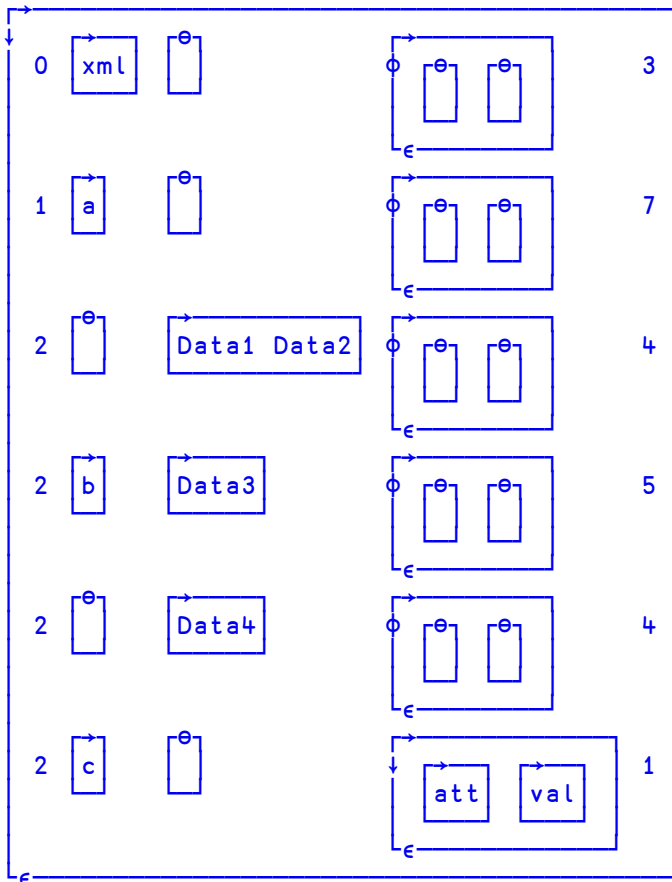 0 xml 3
1 a 7
2 Data1 Data2 4
2 b Data3 5
2 Data4 4
2 c att val 1